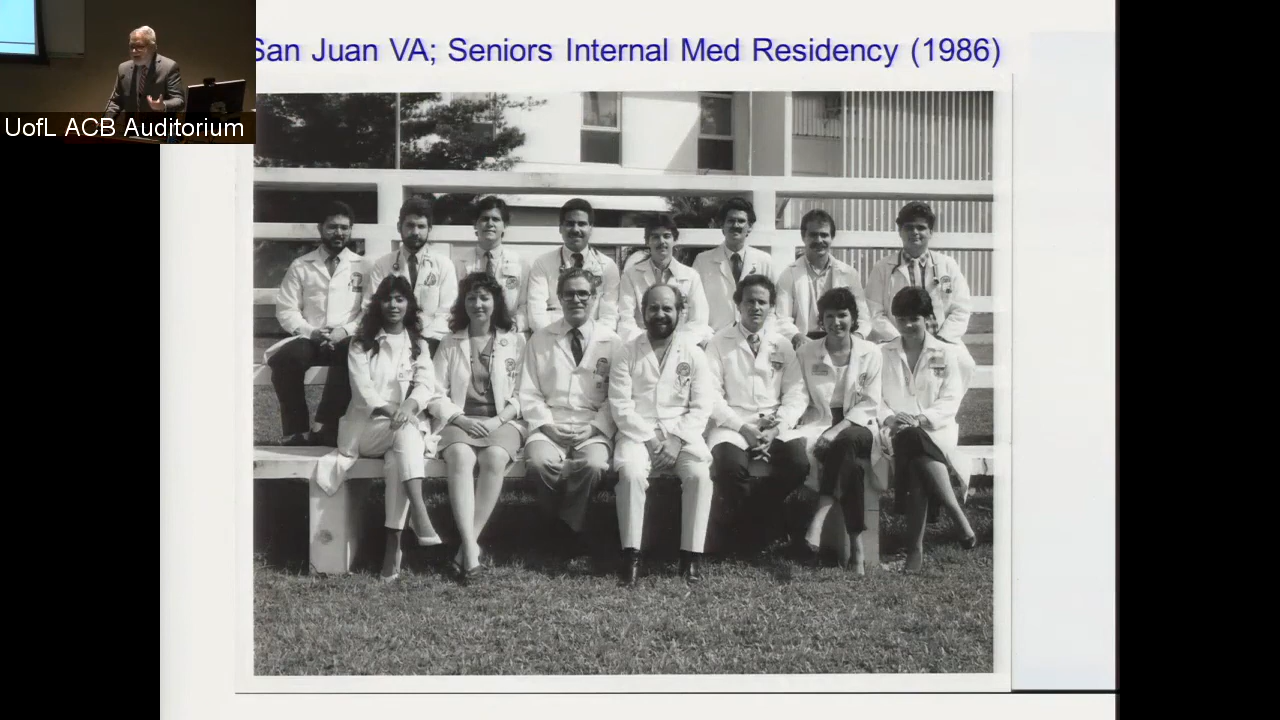 San Juan VA; Seniors Internal Med Residency (1986)
UofL ACB Auditorium